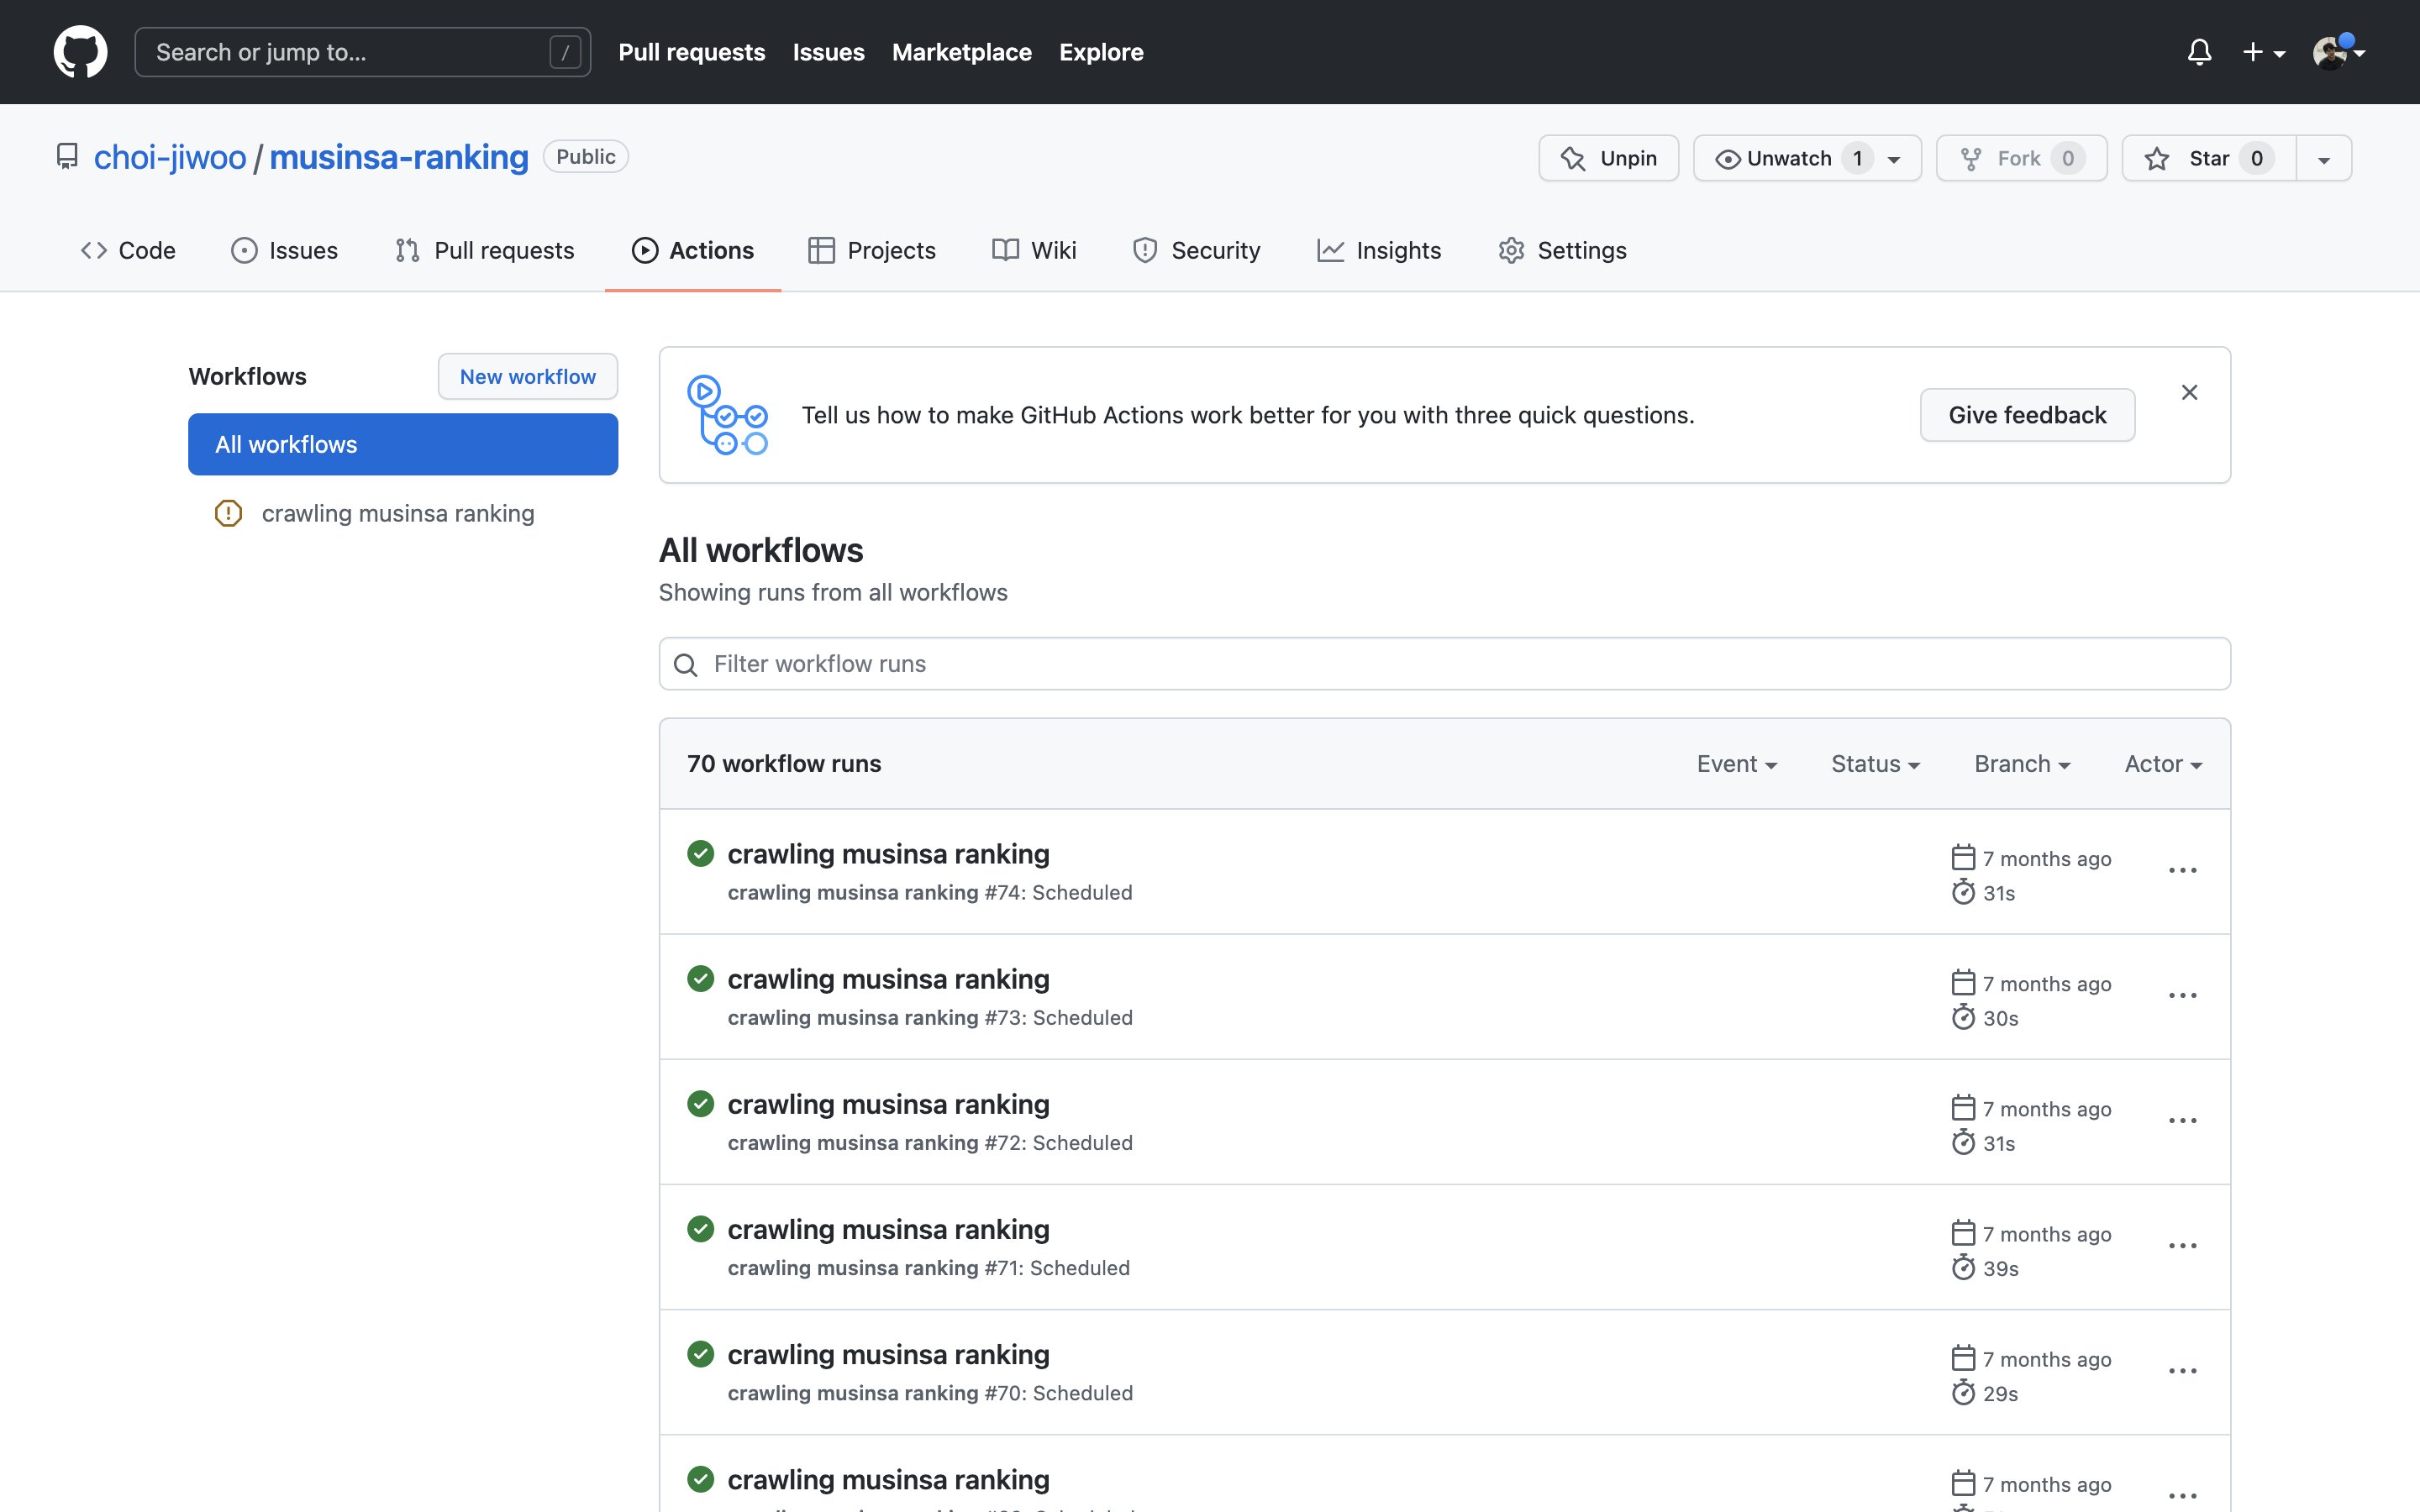 Search or jump to... /
Pull requests Issues Marketplace Explore
choi-jiwoo / musinsa-ranking Public
Unpin Unwatch 1 Fork 0 Star 0
Code Issues Pull requests Actions Projects Wiki Security Insights Settings
Workflows New workflow
All workflows
crawling musinsa ranking
Tell us how to make GitHub Actions work better for you with three quick questions. Give feedback
All workflows
Showing runs from all workflows
Filter workflow runs
70 workflow runs Event Status Branch Actor
crawling musinsa ranking
crawling musinsa ranking #74: Scheduled
7 months ago
31s
crawling musinsa ranking
crawling musinsa ranking #73: Scheduled
7 months ago
30s
crawling musinsa ranking
crawling musinsa ranking #72: Scheduled
7 months ago
31s
crawling musinsa ranking
crawling musinsa ranking #71: Scheduled
7 months ago
39s
crawling musinsa ranking
crawling musinsa ranking #70: Scheduled
7 months ago
29s
crawling musinsa ranking
7 months ago